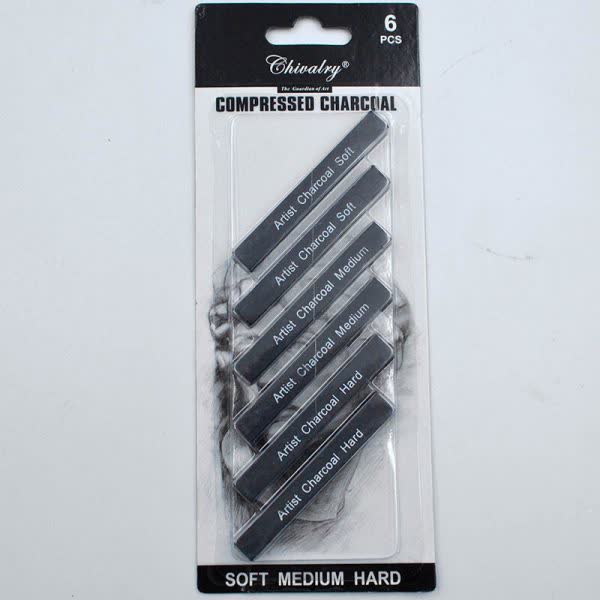 6
PCS
Chivalry®
The Guardian of Art
COMPRESSED CHARCOAL
Artist Charcoal Soft
Artist Charcoal Soft
Artist Charcoal Medium
Artist Charcoal Medium
Artist Charcoal Hard
Artist Charcoal Hard
SOFT MEDIUM HARD